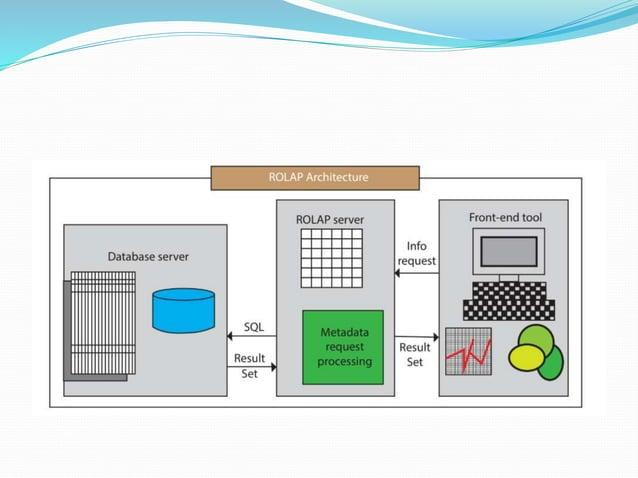 ROLAP Architecture
Database server
ROLAP server
Front-end tool
Info
request
SQL
Result
Set
Metadata
request
processing
Result
Set